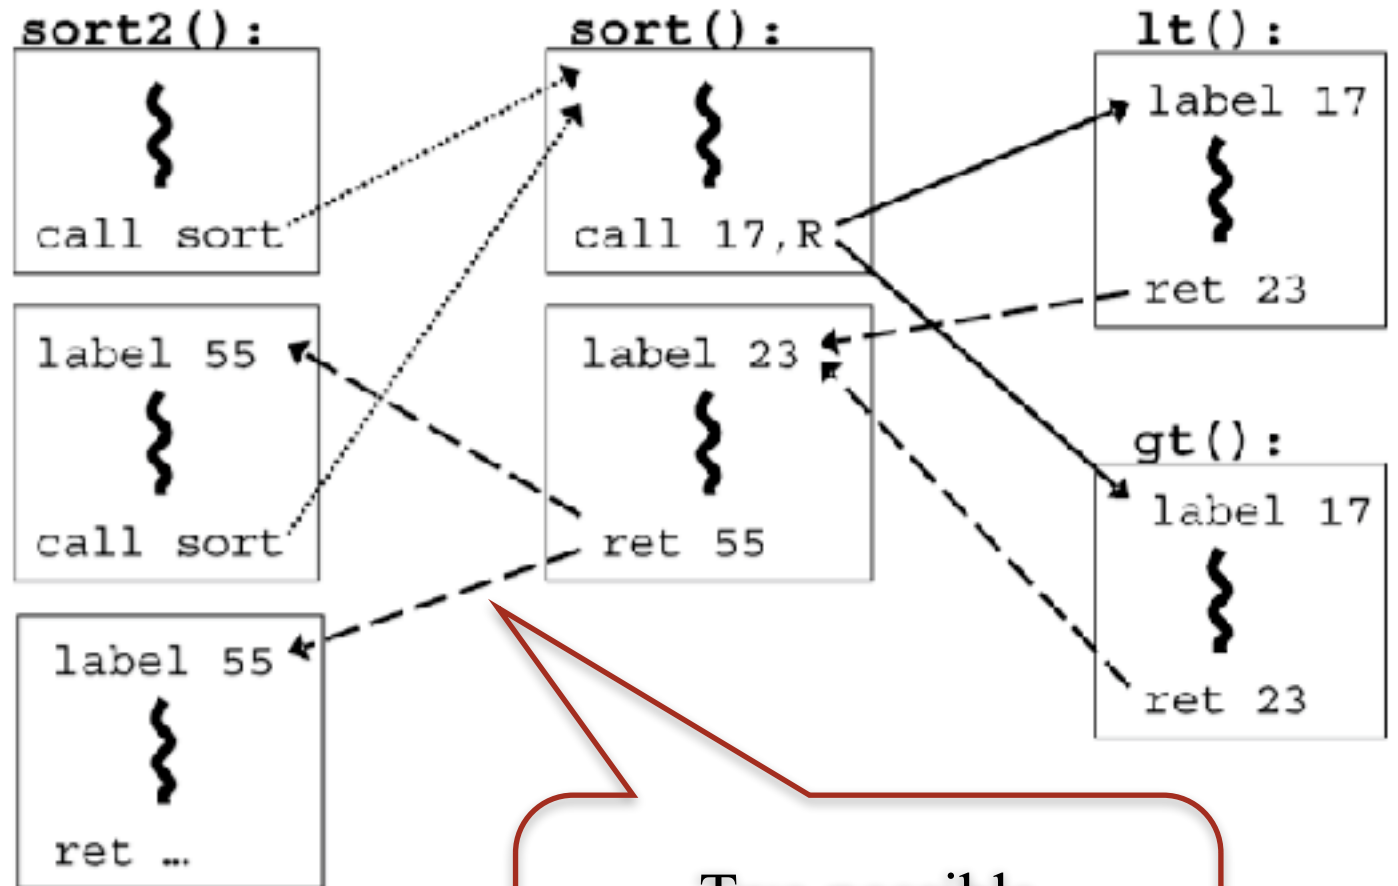 sort2():
call sort
label 55
call sort
label 55
ret …
sort():
call 17,R
label 23
ret 55
lt():
label 17
ret 23
gt():
label 17
ret 23
possible